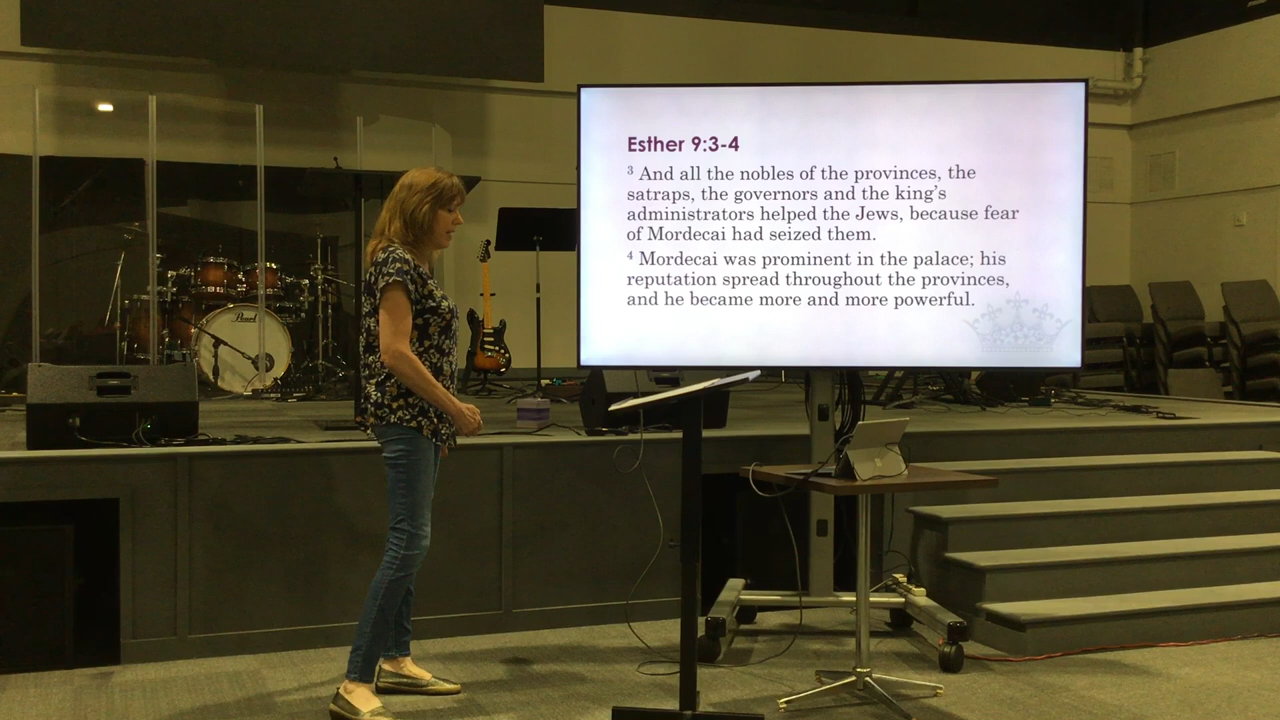 Esther 9:3-4
³ And all the nobles of the provinces, the
satraps, the governors and the king's
administrators helped the Jews, because fear
of Mordecai had seized them.
⁴ Mordecai was prominent in the palace; his
reputation spread throughout the provinces,
and he became more and more powerful.
Pearl